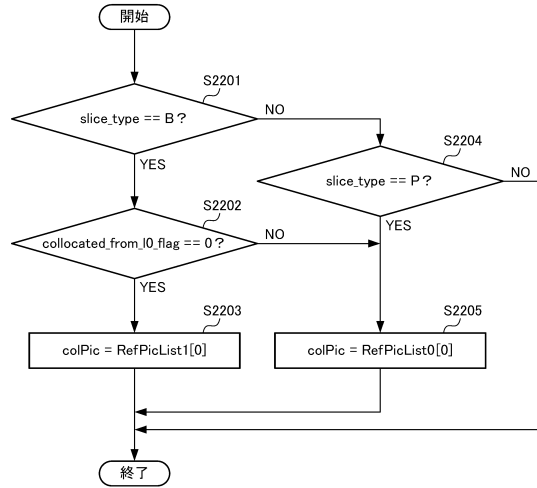 開始
S2201
slice_type == B？
NO
YES
S2204
slice_type == P？
NO
YES
S2202
collocated_from_l0_flag == 0？
NO
YES
S2203
colPic = RefPicList1[0]
S2205
colPic = RefPicList0[0]
終了